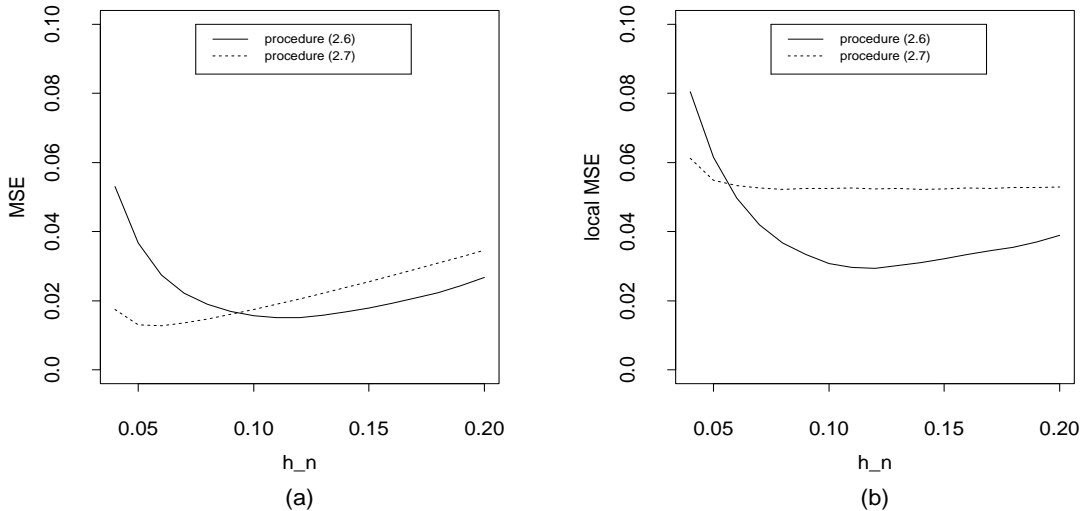 procedure (2.6)
procedure (2.7)
MSE
0.10
0.08
0.06
0.04
0.02
0.0
0.05 0.10 0.15 0.20
h_n
(a)
procedure (2.6)
procedure (2.7)
local MSE
0.10
0.08
0.06
0.04
0.02
0.0
0.05 0.10 0.15 0.20
h_n
(b)